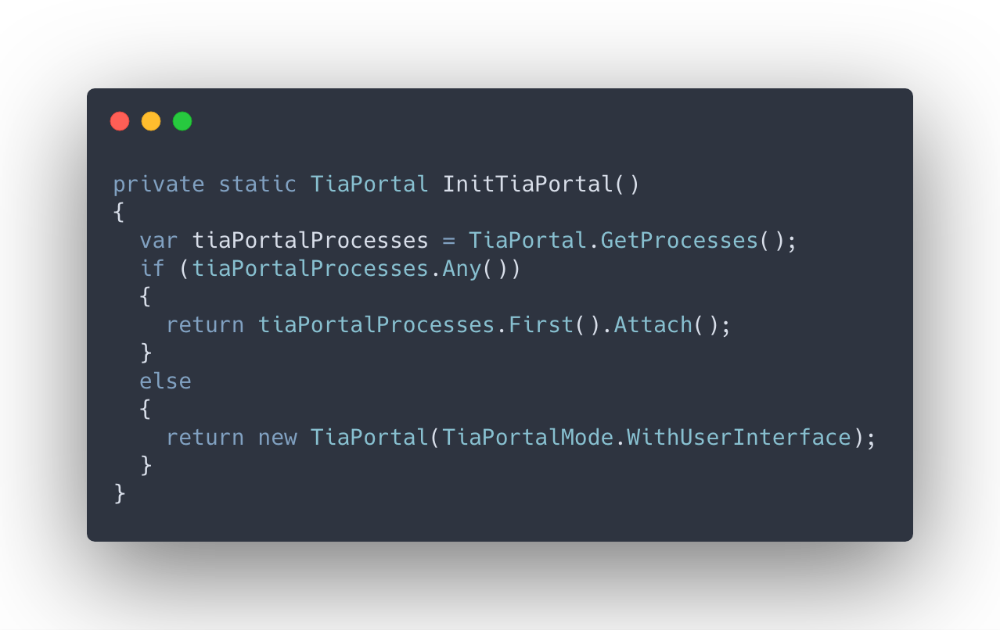 private static TiaPortal InitTiaPortal()
{
  var tiaPortalProcesses = TiaPortal.GetProcesses();
  if (tiaPortalProcesses.Any())
  {
    return tiaPortalProcesses.First().Attach();
  }
  else
  {
    return new TiaPortal(TiaPortalMode.WithUserInterface);
  }
}